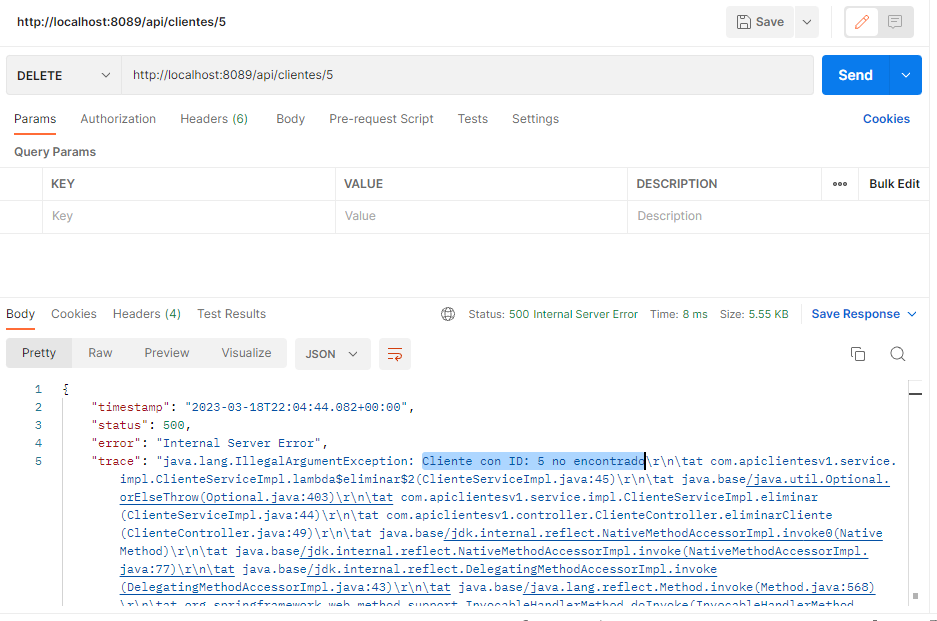 http://localhost:8089/api/clientes/5
Save
DELETE
http://localhost:8089/api/clientes/5
Send
Params Authorization Headers (6) Body Pre-request Script Tests Settings Cookies
Query Params
KEY VALUE DESCRIPTION ••• Bulk Edit
Key Value Description
Body Cookies Headers (4) Test Results Status: 500 Internal Server Error Time: 8 ms Size: 5.55 KB Save Response
Pretty Raw Preview Visualize JSON
1 {
2 "timestamp": "2023-03-18T22:04:44.082+00:00",
3 "status": 500,
4 "error": "Internal Server Error",
5 "trace": "java.lang.IllegalArgumentException: Cliente con ID: 5 no encontrado\r\n\tat com.apiclientesv1.service.
impl.ClienteServiceImpl.lambda$eliminar$2(ClienteServiceImpl.java:45)\r\n\tat java.base/java.util.Optional.
orElseThrow(Optional.java:403)\r\n\tat com.apiclientesv1.service.impl.ClienteServiceImpl.eliminar
(ClienteServiceImpl.java:44)\r\n\tat com.apiclientesv1.controller.ClienteController.eliminarCliente
(ClienteController.java:49)\r\n\tat java.base/jdk.internal.reflect.NativeMethodAccessorImpl.invoke0(Native
Method)\r\n\tat java.base/jdk.internal.reflect.NativeMethodAccessorImpl.invoke(NativeMethodAccessorImpl.
java:77)\r\n\tat java.base/jdk.internal.reflect.DelegatingMethodAccessorImpl.invoke
(DelegatingMethodAccessorImpl.java:43)\r\n\tat java.base/java.lang.reflect.Method.invoke(Method.java:568)
\r\n\tat org.springframework.web.method.support.InvocableHandlerMethod.doInvoke(InvocableHandlerMethod.